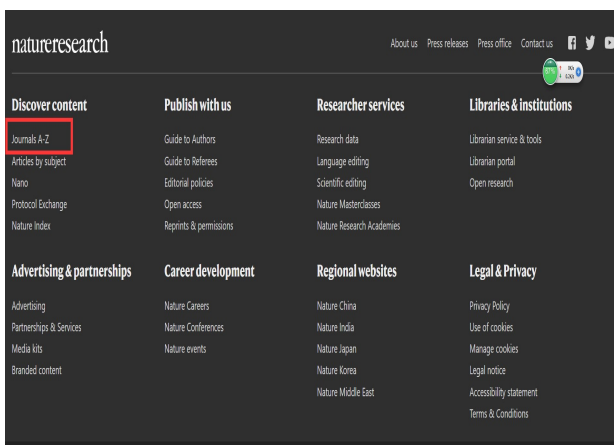 natureresearch
About us Press releases Press office Contact us
Discover content
Journals A-Z
Articles by subject
Nano
Protocol Exchange
Nature Index
Publish with us
Guide to Authors
Guide to Referees
Editorial policies
Open access
Reprints & permissions
Researcher services
Research data
Language editing
Scientific editing
Nature Masterclasses
Nature Research Academies
Libraries & institutions
Librarian service & tools
Librarian portal
Open research
Advertising & partnerships
Advertising
Partnerships & Services
Media kits
Branded content
Career development
Nature Careers
Nature Conferences
Nature events
Regional websites
Nature China
Nature India
Nature Japan
Nature Korea
Nature Middle East
Legal & Privacy
Privacy Policy
Use of cookies
Manage cookies
Legal notice
Accessibility statement
Terms & Conditions